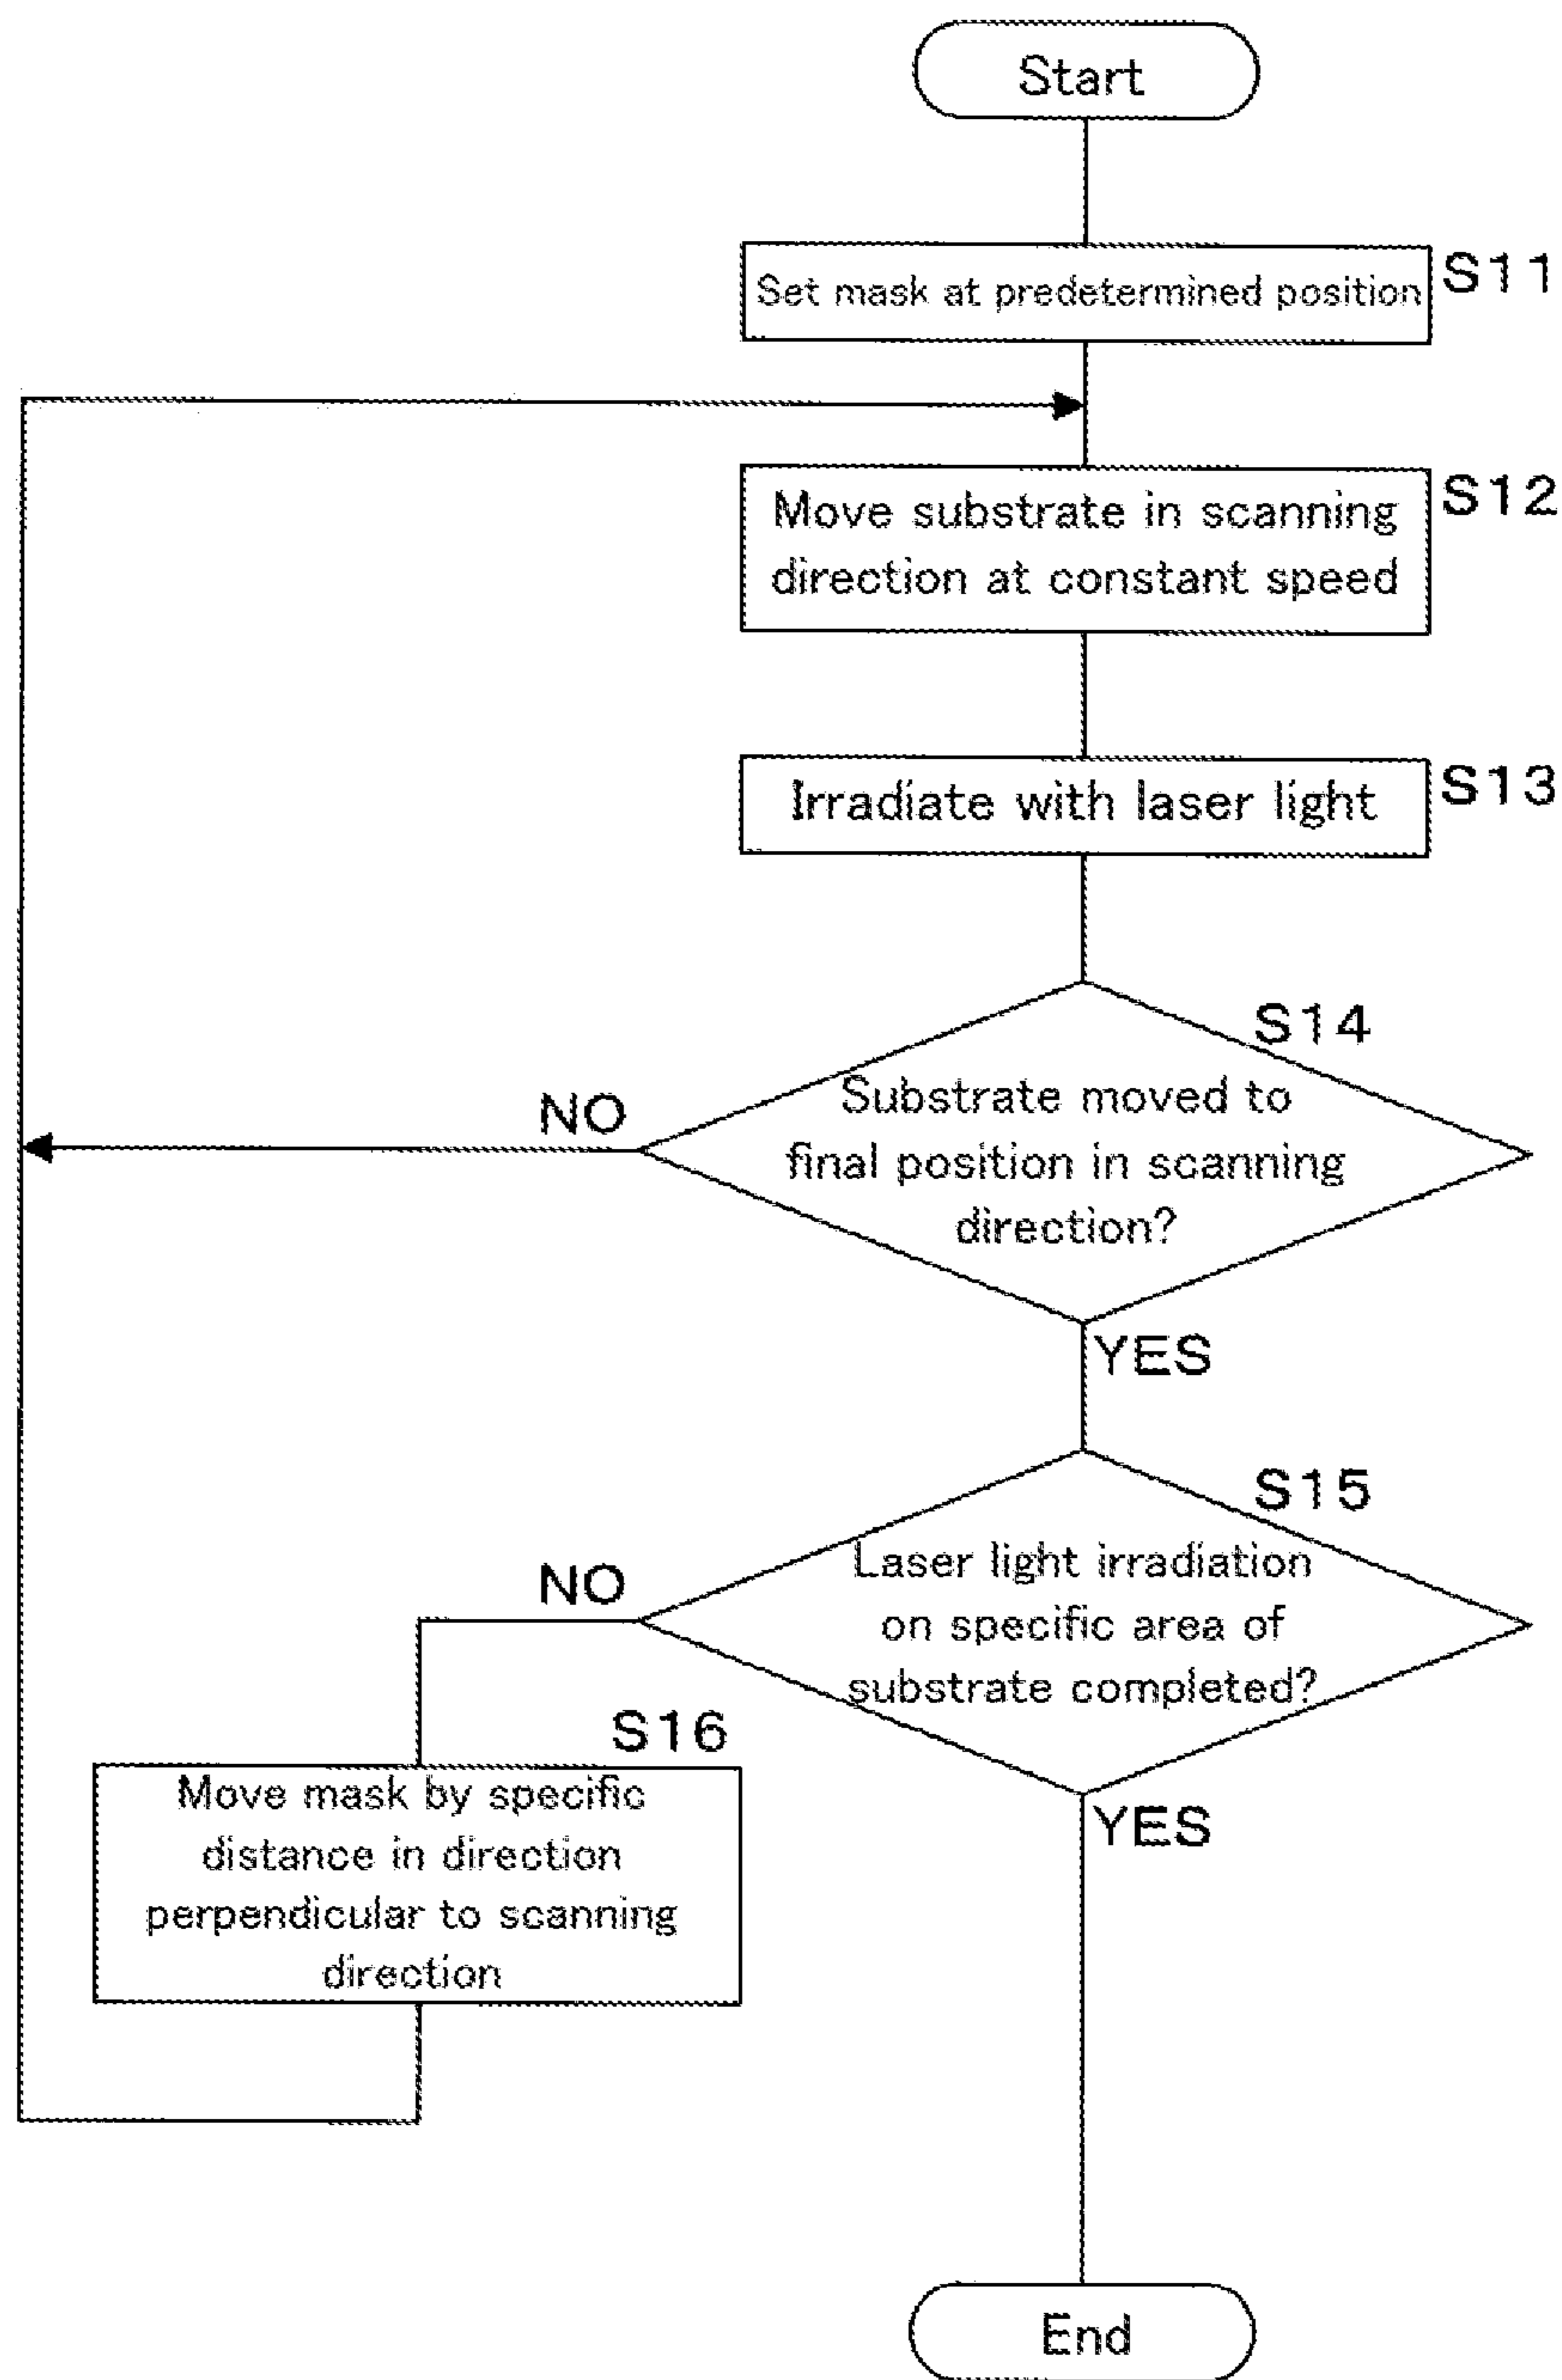 Start
Set mask at predetermined position
S11
Move substrate in scanning
direction at constant speed
S12
Irradiate with laser light
S13
S14
Substrate moved to
final position in scanning
direction?
NO
YES
S15
Laser light irradiation
on specific area of
substrate completed?
NO
YES
S16
Move mask by specific
distance in direction
perpendicular to scanning
direction
End